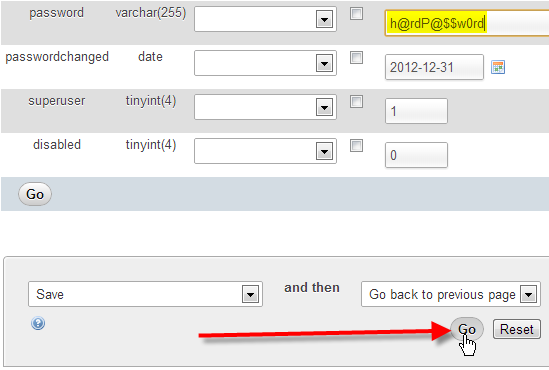 password varchar(255) h@rdP@$$w0rd
passwordchanged date 2012-12-31
superuser tinyint(4) 1
disabled tinyint(4) 0
Go
Save and then Go back to previous page
Go Reset